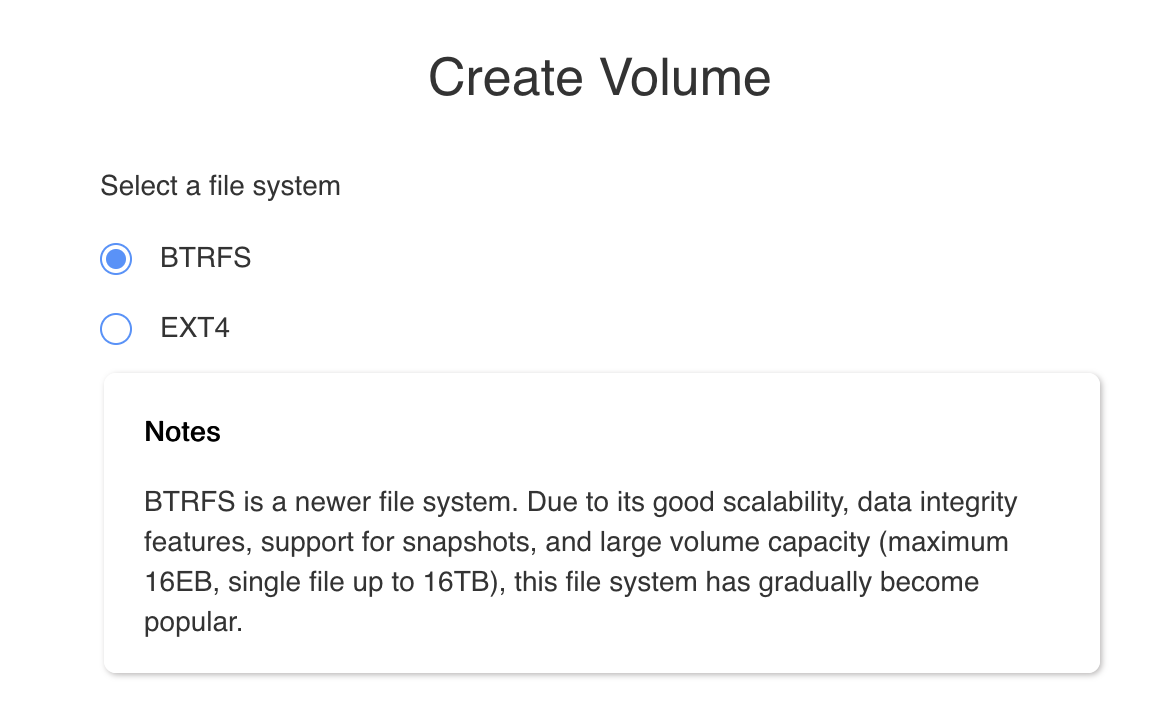 Create Volume
Select a file system
BTRFS
EXT4
Notes
BTRFS is a newer file system. Due to its good scalability, data integrity
features, support for snapshots, and large volume capacity (maximum
16EB, single file up to 16TB), this file system has gradually become
popular.